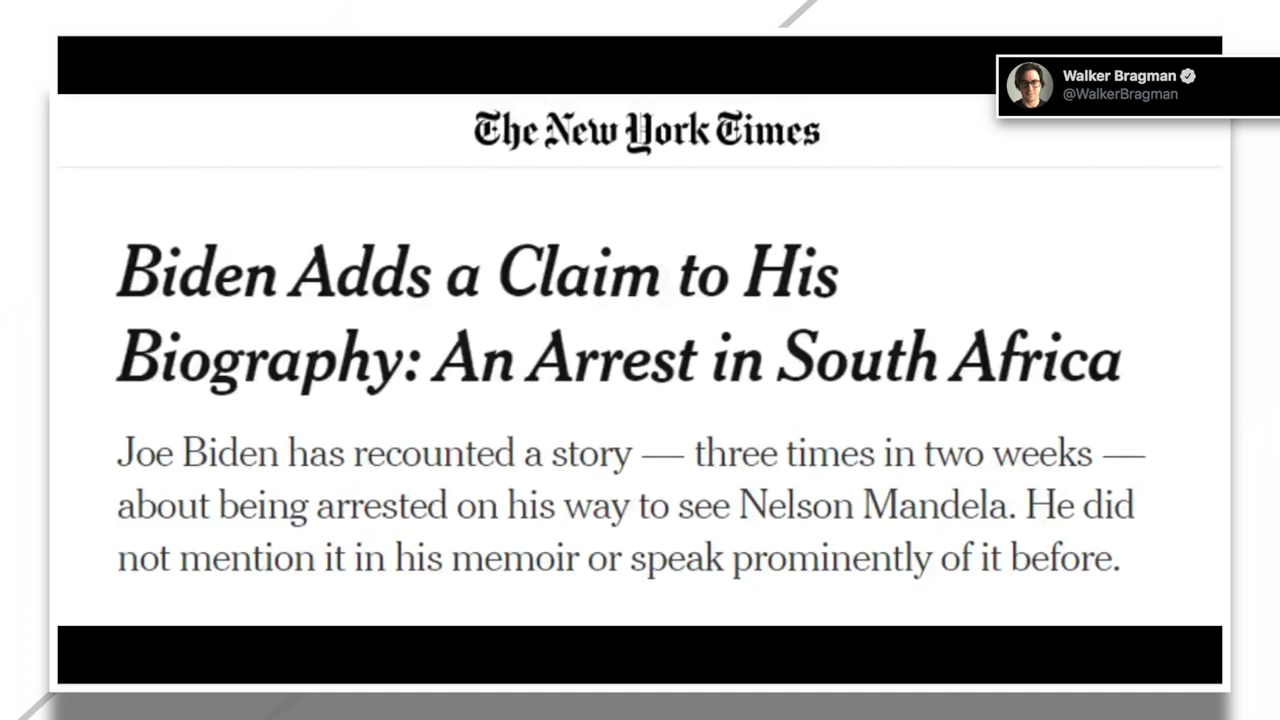 Walker Bragman
@WalkerBragman
The New York Times
Biden Adds a Claim to His
Biography: An Arrest in South Africa
Joe Biden has recounted a story — three times in two weeks —
about being arrested on his way to see Nelson Mandela. He did
not mention it in his memoir or speak prominently of it before.